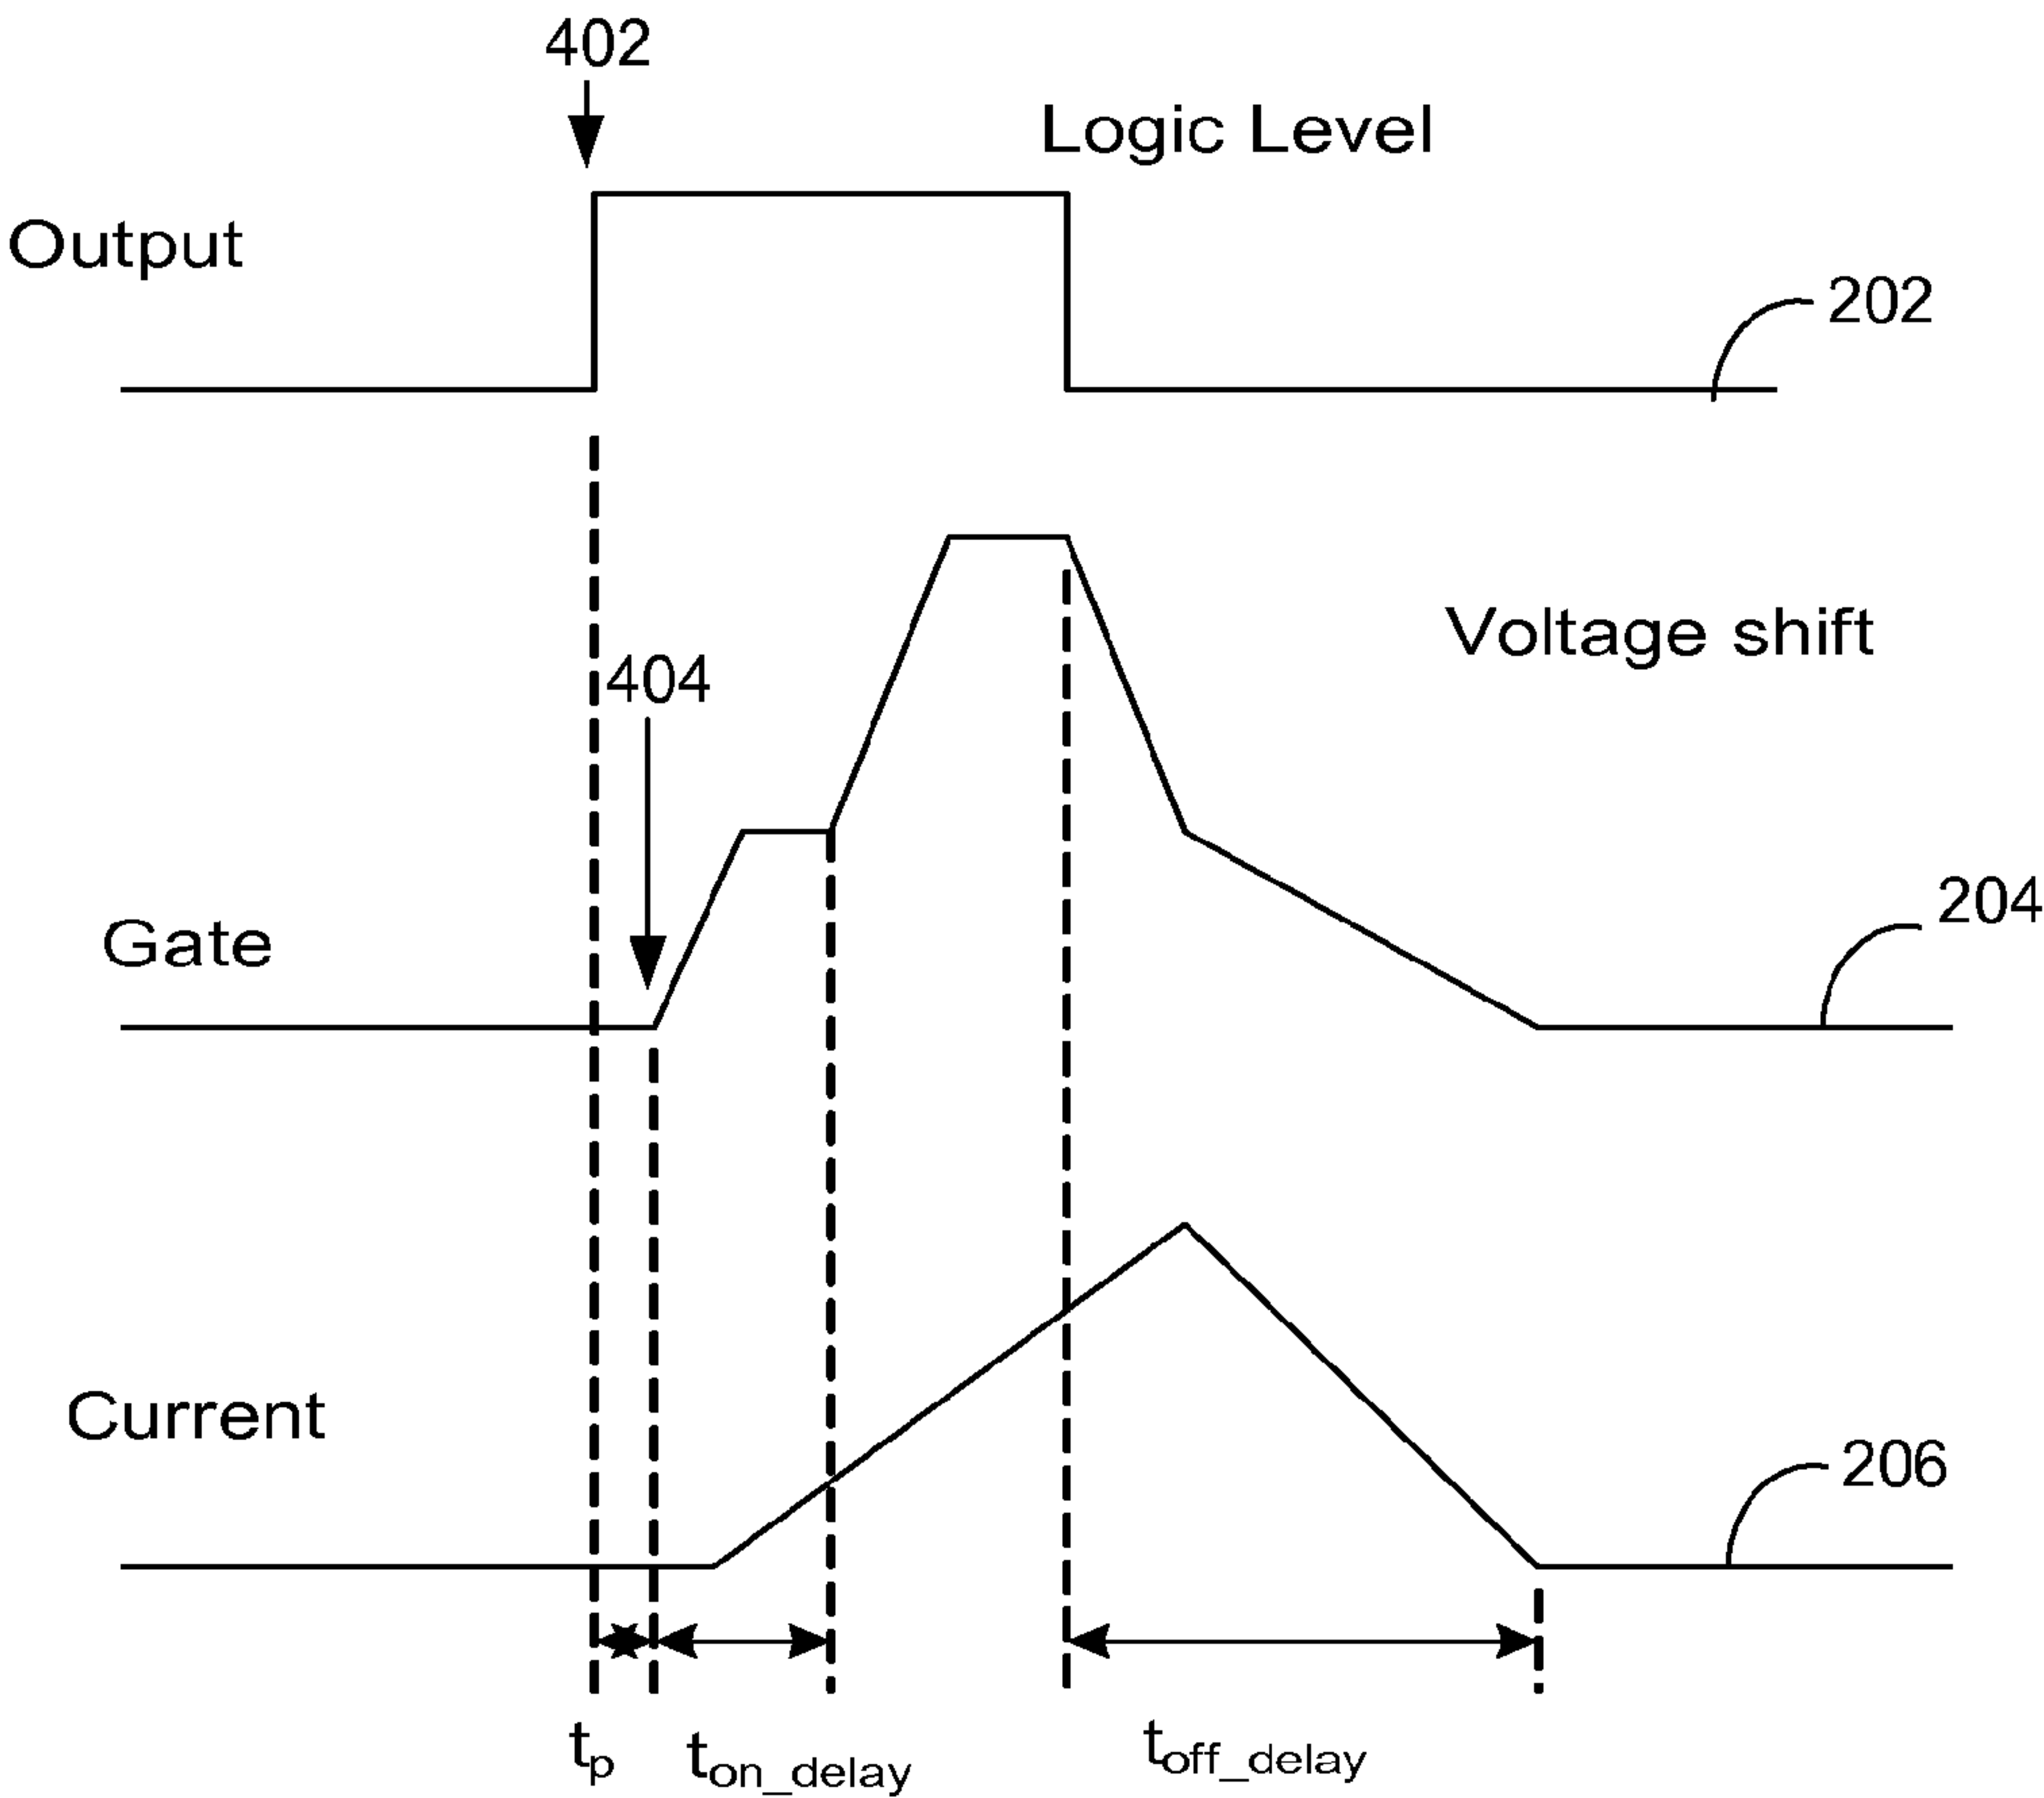 402
Logic Level
Output
202
Voltage shift
404
Gate
204
Current
206
tp
ton_delay
toff_delay